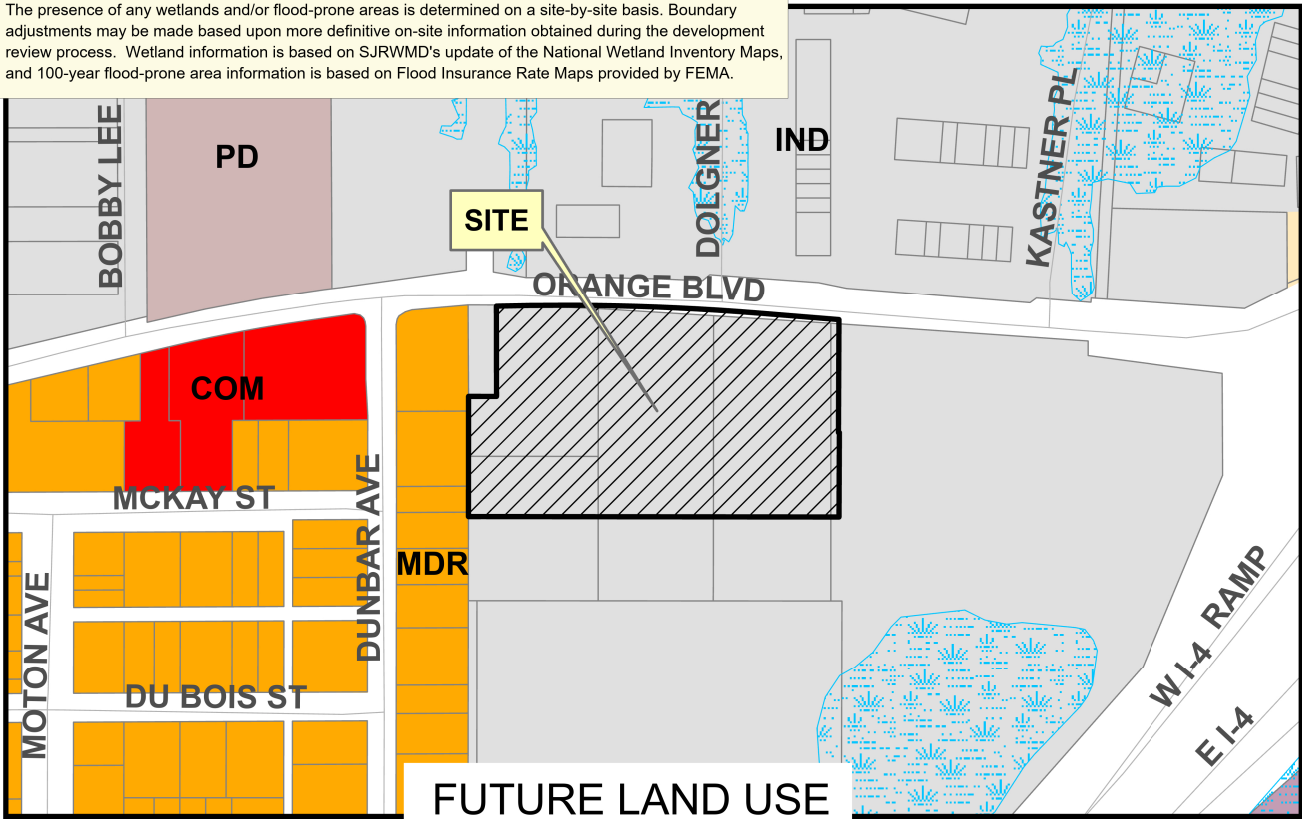 The presence of any wetlands and/or flood-prone areas is determined on a site-by-site basis. Boundary
adjustments may be made based upon more definitive on-site information obtained during the development
review process.  Wetland information is based on SJRWMD's update of the National Wetland Inventory Maps,
and 100-year flood-prone area information is based on Flood Insurance Rate Maps provided by FEMA.
BOBBY LEE
PD
DOLGNER
IND
KASTNER PL
SITE
ORANGE BLVD
COM
MCKAY ST
DUNBAR AVE
MDR
MOTON AVE
DU BOIS ST
W I-4 RAMP
E I-4
FUTURE LAND USE